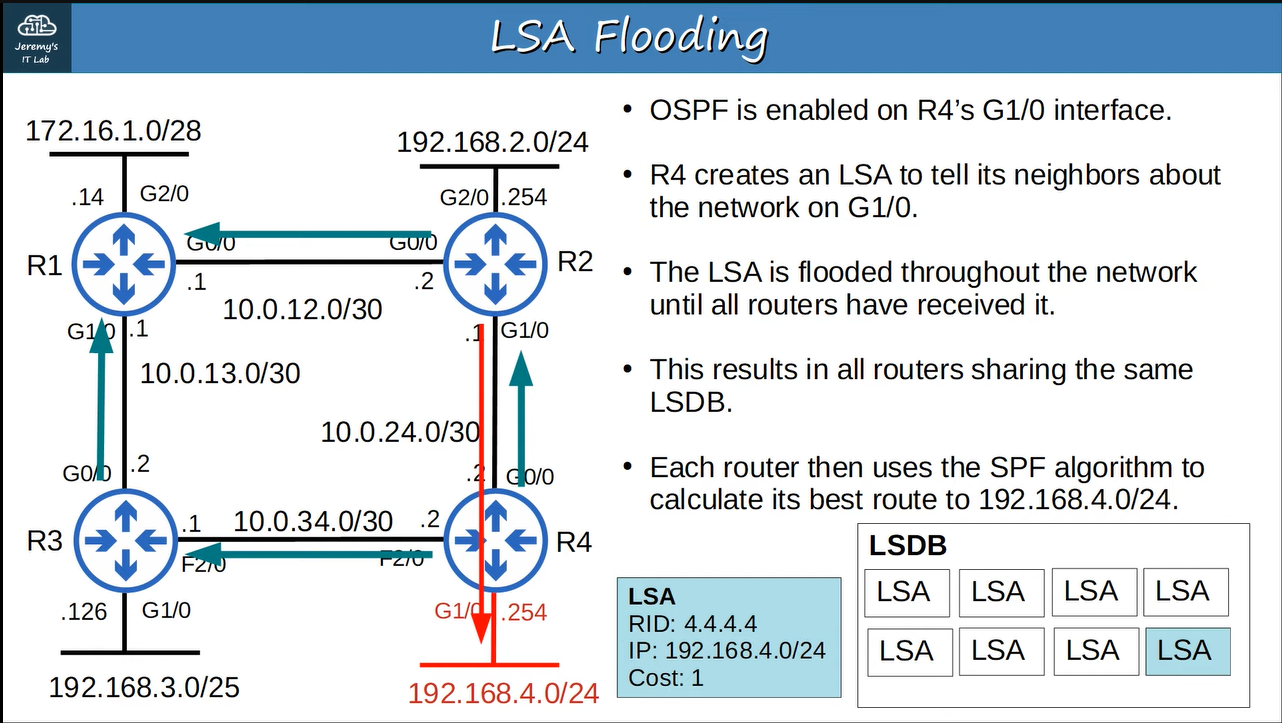 Jeremy's
IT Lab
LSA Flooding
172.16.1.0/28
192.168.2.0/24
.14
G2/0
G2/0
.254
R1
G0/0
G0/0
R2
.1
.2
10.0.12.0/30
G1/0
.1
.1
G1/0
10.0.13.0/30
10.0.24.0/30
G0/0
.2
.2
G0/0
R3
.1
10.0.34.0/30
.2
R4
F2/0
F2/0
.126
G1/0
G1/0
.254
192.168.3.0/25
192.168.4.0/24
• OSPF is enabled on R4's G1/0 interface.
• R4 creates an LSA to tell its neighbors about
the network on G1/0.
• The LSA is flooded throughout the network
until all routers have received it.
• This results in all routers sharing the same
LSDB.
• Each router then uses the SPF algorithm to
calculate its best route to 192.168.4.0/24.
LSA
RID: 4.4.4.4
IP: 192.168.4.0/24
Cost: 1
LSDB
LSA LSA LSA LSA
LSA LSA LSA LSA